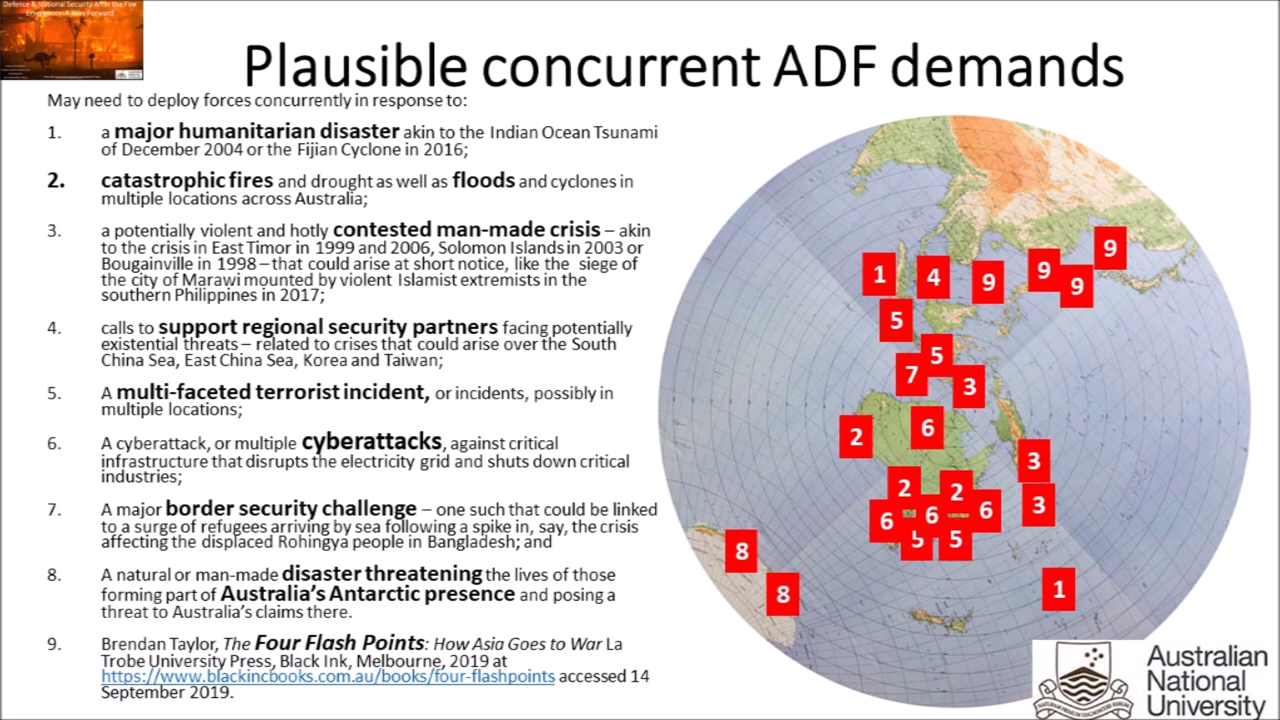 Defence & National Security After the Fire
Emergency: A Way Forward
Plausible concurrent ADF demands
May need to deploy forces concurrently in response to:
1. a major humanitarian disaster akin to the Indian Ocean Tsunami
of December 2004 or the Fijian Cyclone in 2016;
2. catastrophic fires and drought as well as floods and cyclones in
multiple locations across Australia;
3. a potentially violent and hotly contested man-made crisis – akin
to the crisis in East Timor in 1999 and 2006, Solomon Islands in 2003 or
Bougainville in 1998 – that could arise at short notice, like the siege of
the city of Marawi mounted by violent Islamist extremists in the
southern Philippines in 2017;
4. calls to support regional security partners facing potentially
existential threats – related to crises that could arise over the South
China Sea, East China Sea, Korea and Taiwan;
5. A multi-faceted terrorist incident, or incidents, possibly in
multiple locations;
6. A cyberattack, or multiple cyberattacks, against critical
infrastructure that disrupts the electricity grid and shuts down critical
industries;
7. A major border security challenge – one such that could be linked
to a surge of refugees arriving by sea following a spike in, say, the crisis
affecting the displaced Rohingya people in Bangladesh; and
8. A natural or man-made disaster threatening the lives of those
forming part of Australia's Antarctic presence and posing a
threat to Australia's claims there.
9. Brendan Taylor, The Four Flash Points: How Asia Goes to War La
Trobe University Press, Black Ink, Melbourne, 2019 at
https://www.blackincbooks.com.au/books/four-flashpoints accessed 14
September 2019.
9
1 4 9 9 9
5
5
7 3
2 6
3
2 2
6 6 6 3
5 5
8
8 1
Australian
National
University